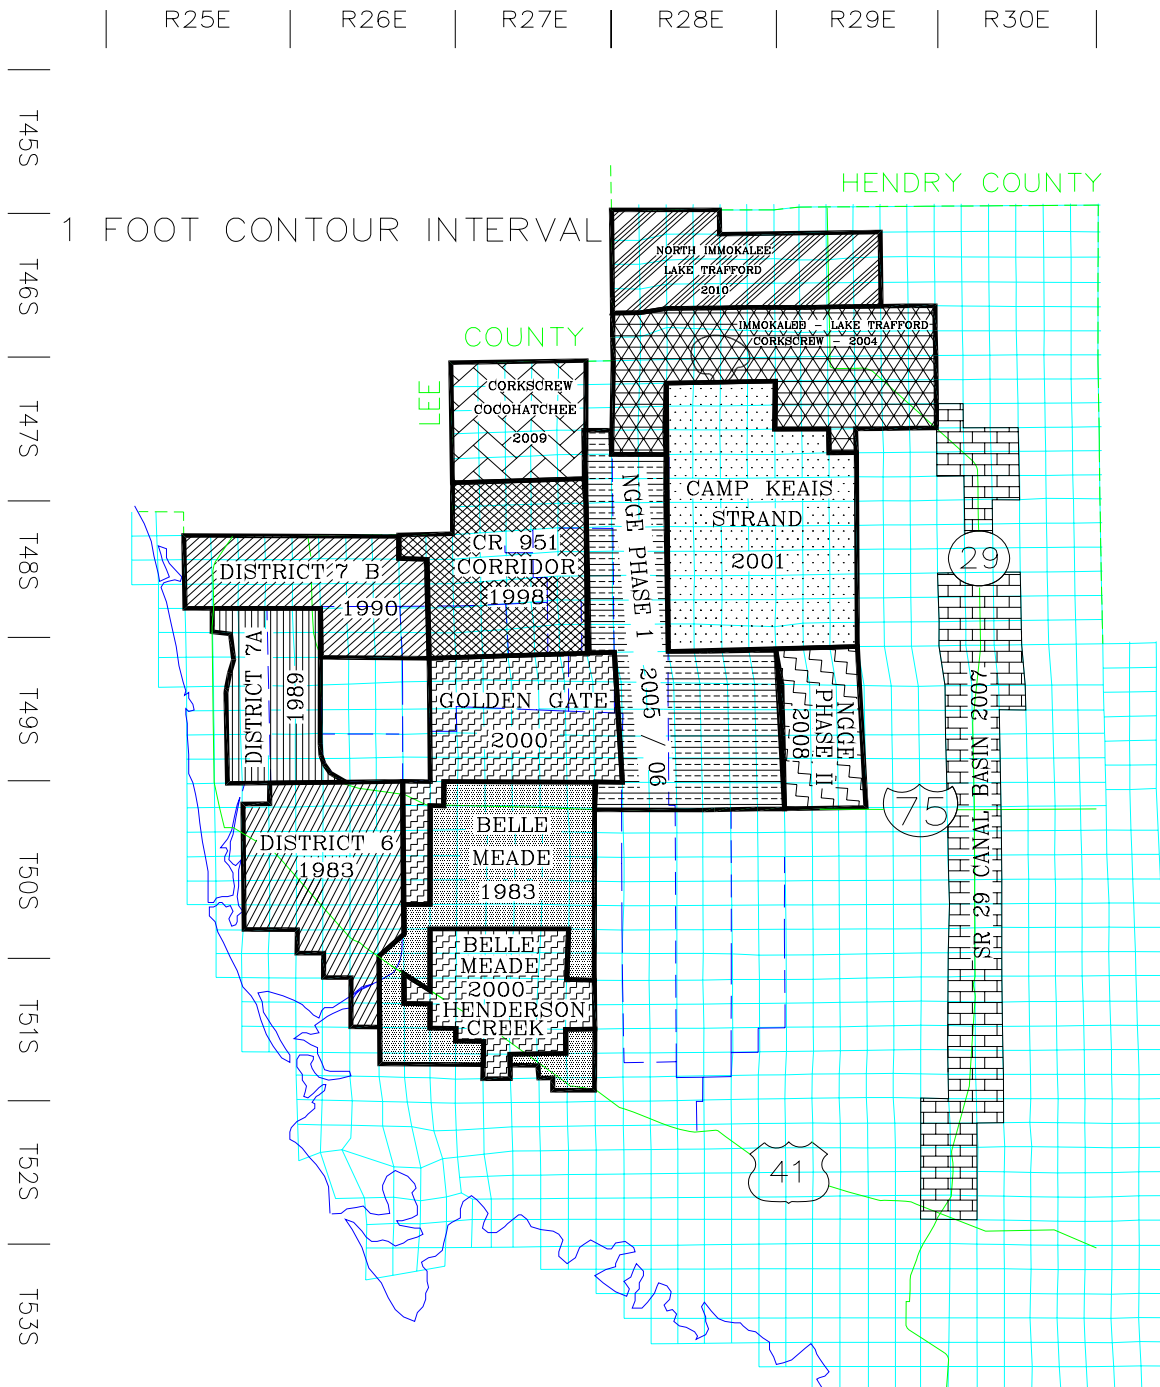 R25E R26E R27E R28E R29E R30E
T45S
HENDRY COUNTY
1 FOOT CONTOUR INTERVAL
T46S
NORTH IMMOKALEE
LAKE TRAFFORD
2010
IMMOKALEE - LAKE TRAFFORD
CORKSCREW - 2004
LEE COUNTY
T47S
CORKSCREW
COCOHATCHEE
2009
CAMP KEAIS
STRAND
2001
NGGE PHASE 1 2005 / 06
T48S
CR 951
CORRIDOR
1998
DISTRICT 7 B
1990
29
T49S
DISTRICT 7A
1989
GOLDEN GATE
2000
NGGE
PHASE II
2008
SR 29 CANAL BASIN 2007
75
T50S
DISTRICT 6
1983
BELLE
MEADE
1983
BELLE
MEADE
2000
HENDERSON
CREEK
T51S
T52S
41
T53S